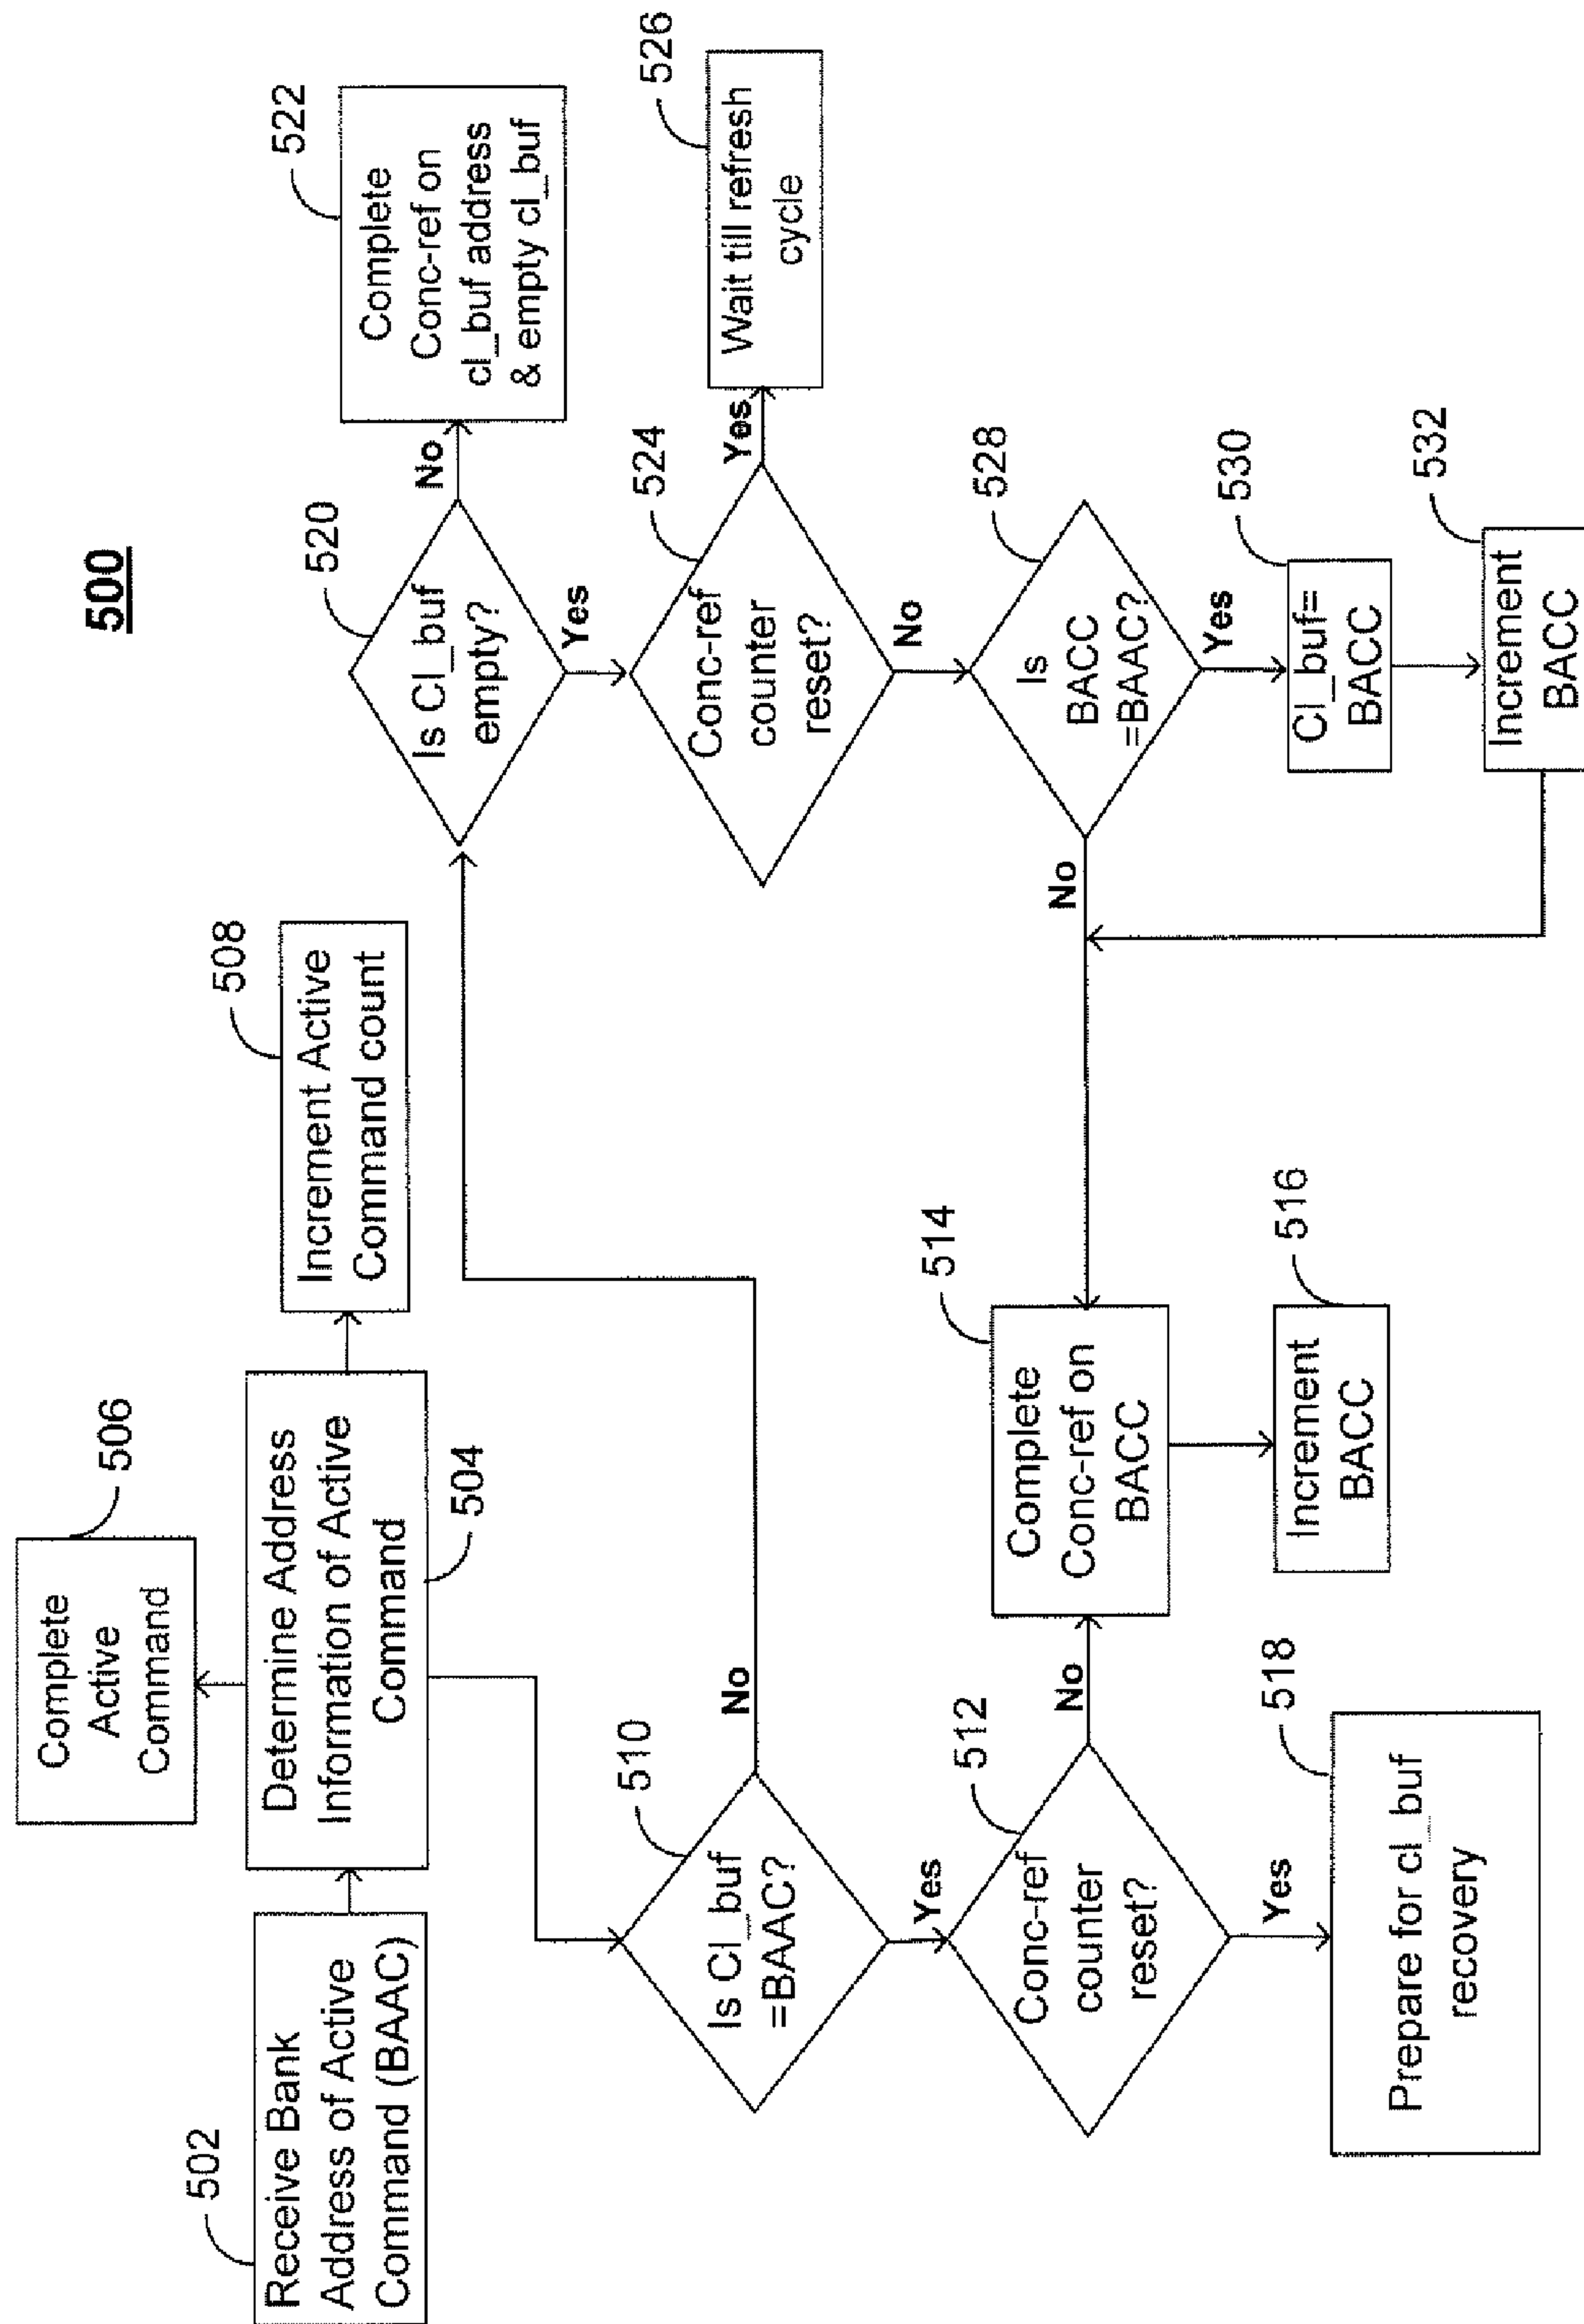 500
502
Receive Bank
Address of Active
Command (BAAC)
Determine Address
Information of Active
Command
504
Complete
Active
Command
506
Increment Active
Command count
508
Is Cl_buf
=BAAC?
510
No
Yes
Conc-ref
counter
reset?
512
No
Yes
Complete
Conc-ref on
BACC
514
Increment
BACC
516
Prepare for cl_buf
recovery
518
Is Cl_buf
empty?
520
No
Yes
Complete
Conc-ref on
cl_buf address
& empty cl_buf
522
Conc-ref
counter
reset?
524
Yes
No
Wait till refresh
cycle
526
Is
BACC
=BAAC?
528
No
Yes
Cl_buf=
BACC
530
Increment
BACC
532